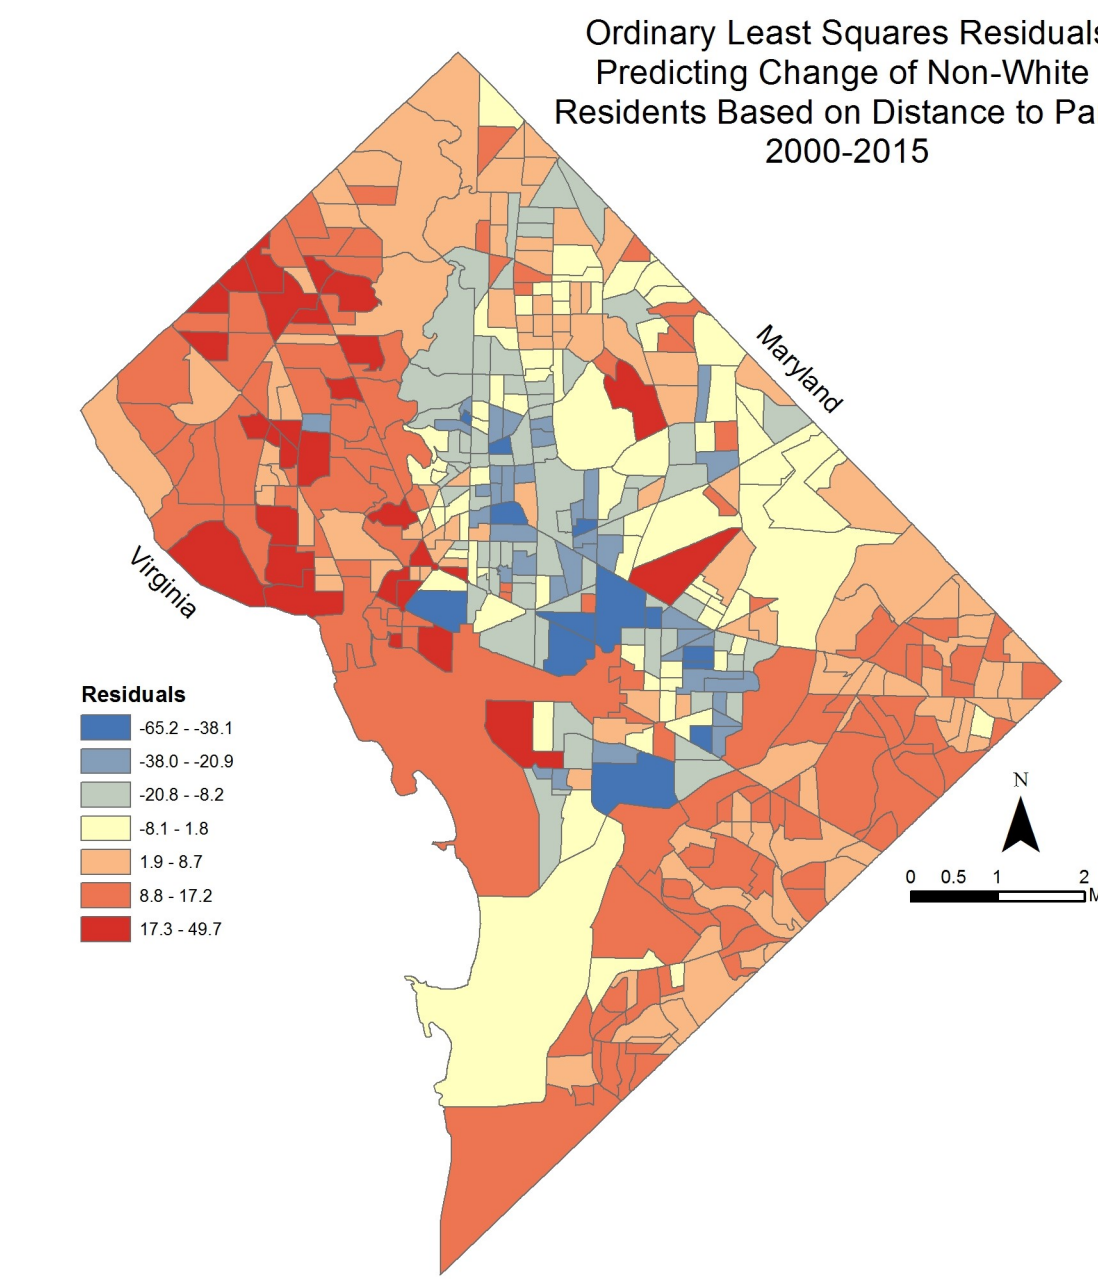 Ordinary Least Squares Residuals
Predicting Change of Non-White
Residents Based on Distance to Pa
2000-2015
Maryland
Virginia
Residuals
-65.2 - -38.1
-38.0 - -20.9
-20.8 - -8.2
-8.1 - 1.8
1.9 - 8.7
8.8 - 17.2
17.3 - 49.7
N
0 0.5 1 2
M